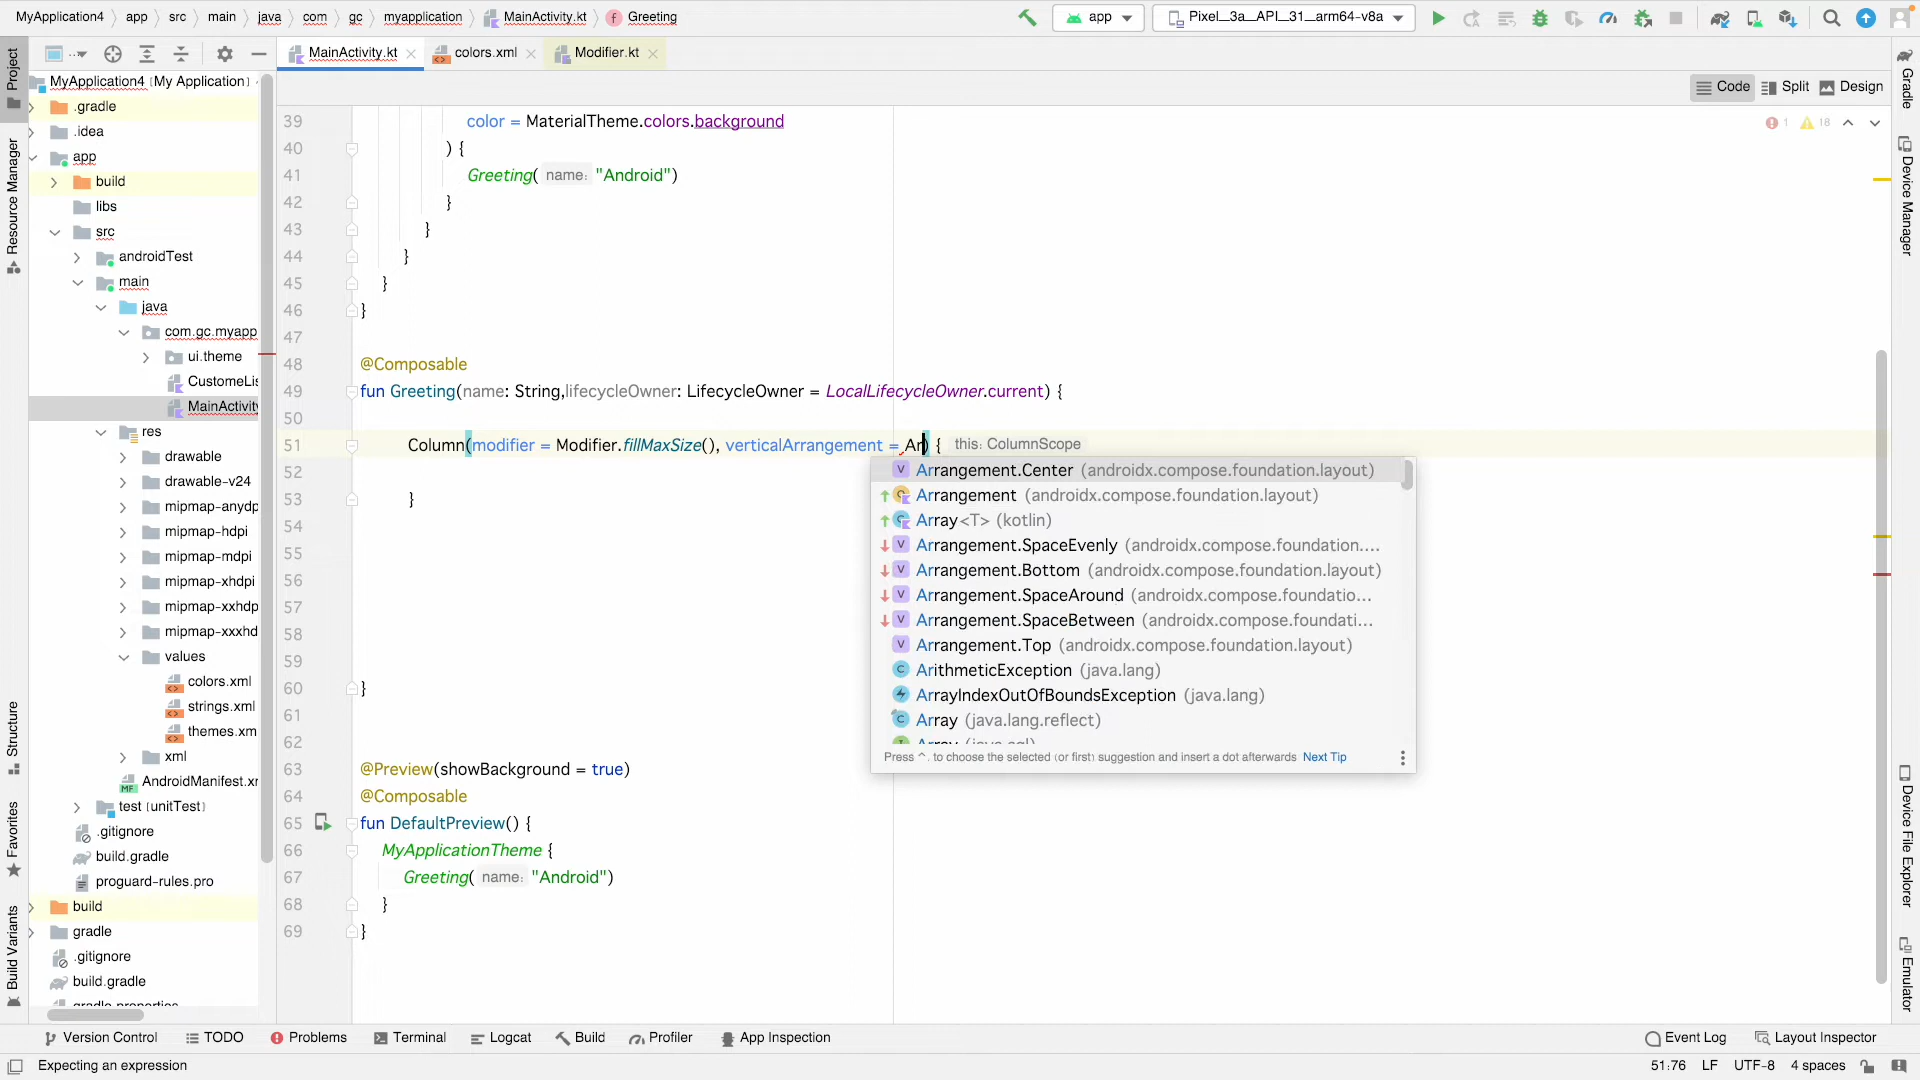 MyApplication4 app src main java com gc myapplication MainActivity.kt Greeting app Pixel_3a_API_31_arm64-v8a
MainActivity.kt colors.xml Modifier.kt
MyApplication4 [My Application]
Code Split Design
.gradle
.idea
app
build
libs
src
androidTest
main
java
com.gc.myapp
ui.theme
CustomeLis
MainActivity
res
drawable
drawable-v24
mipmap-anydp
mipmap-hdpi
mipmap-mdpi
mipmap-xhdpi
mipmap-xxhdp
mipmap-xxxhd
values
colors.xml
strings.xml
themes.xm
xml
AndroidManifest.xr
test [unitTest]
.gitignore
build.gradle
proguard-rules.pro
build
gradle
.gitignore
build.gradle
gradle.properties
Project
Resource Manager
Structure
Favorites
Build Variants
39 color = MaterialTheme.colors.background
1 18
40 ) {
41 Greeting( name: "Android")
42 }
43 }
44 }
45 }
46 }
47
48 @Composable
49 fun Greeting(name: String,lifecycleOwner: LifecycleOwner = LocalLifecycleOwner.current) {
50
51 Column(modifier = Modifier.fillMaxSize(), verticalArrangement = Ar) { this: ColumnScope
52
53 }
54
55
56
57
58
59
60 }
61
62
63 @Preview(showBackground = true)
64 @Composable
65 fun DefaultPreview() {
66 MyApplicationTheme {
67 Greeting( name: "Android")
68 }
69 }
Arrangement.Center (androidx.compose.foundation.layout)
Arrangement (androidx.compose.foundation.layout)
Array<T> (kotlin)
Arrangement.SpaceEvenly (androidx.compose.foundation....
Arrangement.Bottom (androidx.compose.foundation.layout)
Arrangement.SpaceAround (androidx.compose.foundatio...
Arrangement.SpaceBetween (androidx.compose.foundati...
Arrangement.Top (androidx.compose.foundation.layout)
ArithmeticException (java.lang)
ArrayIndexOutOfBoundsException (java.lang)
Array (java.lang.reflect)
Array (java.sql)
Press ^. to choose the selected (or first) suggestion and insert a dot afterwards Next Tip
Gradle
Device Manager
Device File Explorer
Emulator
Version Control TODO Problems Terminal Logcat Build Profiler App Inspection Event Log Layout Inspector
Expecting an expression 51:76 LF UTF-8 4 spaces